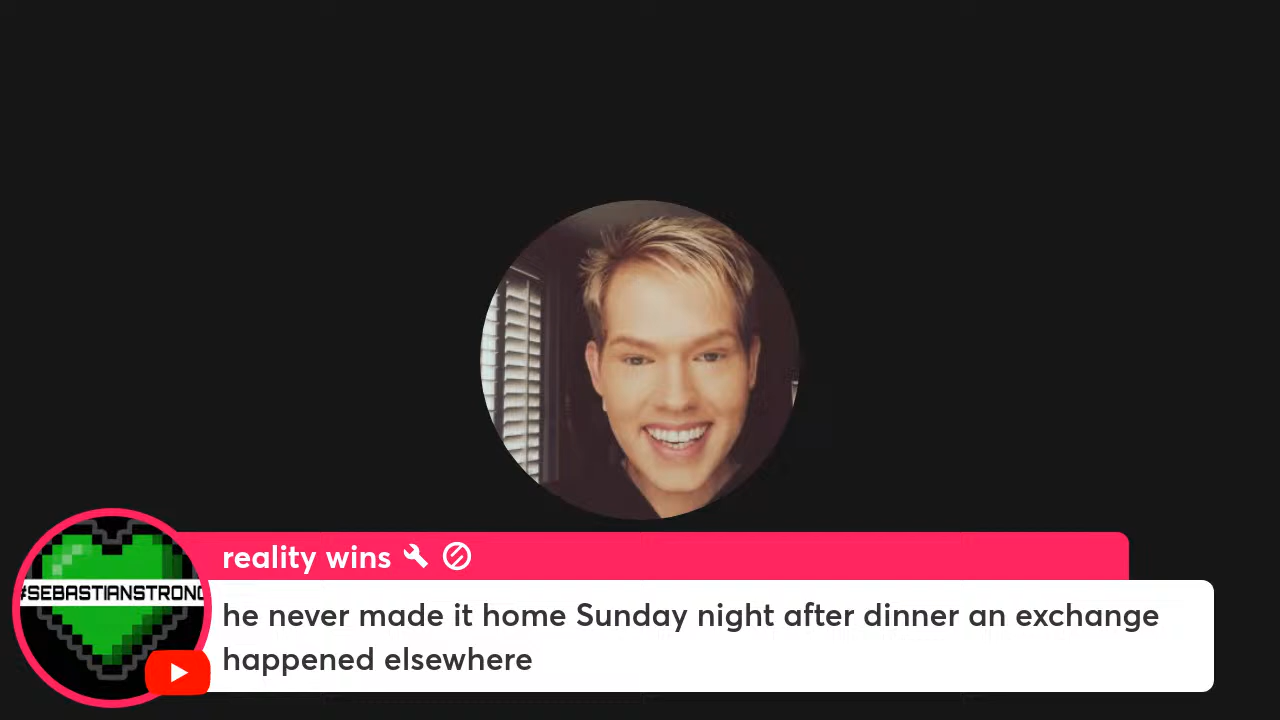 reality wins
#SEBASTIANSTRONG
he never made it home Sunday night after dinner an exchange
happened elsewhere